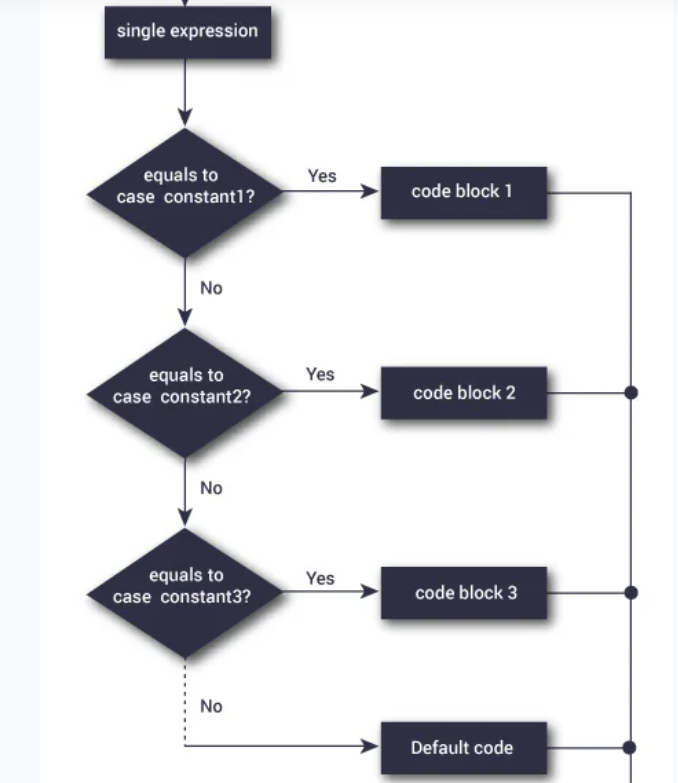 single expression
equals to
case constant1?
Yes
code block 1
No
equals to
case constant2?
Yes
code block 2
No
equals to
case constant3?
Yes
code block 3
No
Default code